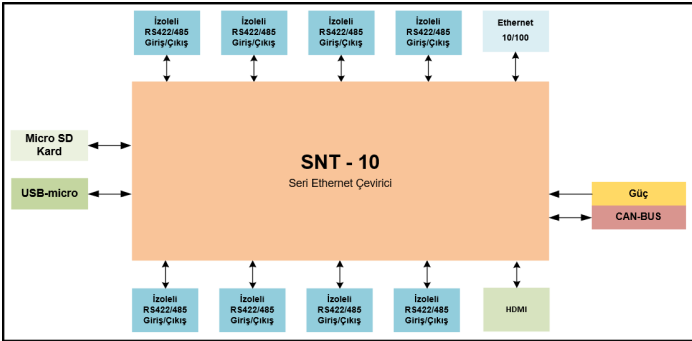 İzoleli
RS422/485
Giriş/Çıkış
İzoleli
RS422/485
Giriş/Çıkış
İzoleli
RS422/485
Giriş/Çıkış
İzoleli
RS422/485
Giriş/Çıkış
Ethernet
10/100
Micro SD
Kard
USB-micro
SNT - 10
Seri Ethernet Çevirici
Güç
CAN-BUS
İzoleli
RS422/485
Giriş/Çıkış
İzoleli
RS422/485
Giriş/Çıkış
İzoleli
RS422/485
Giriş/Çıkış
İzoleli
RS422/485
Giriş/Çıkış
HDMI